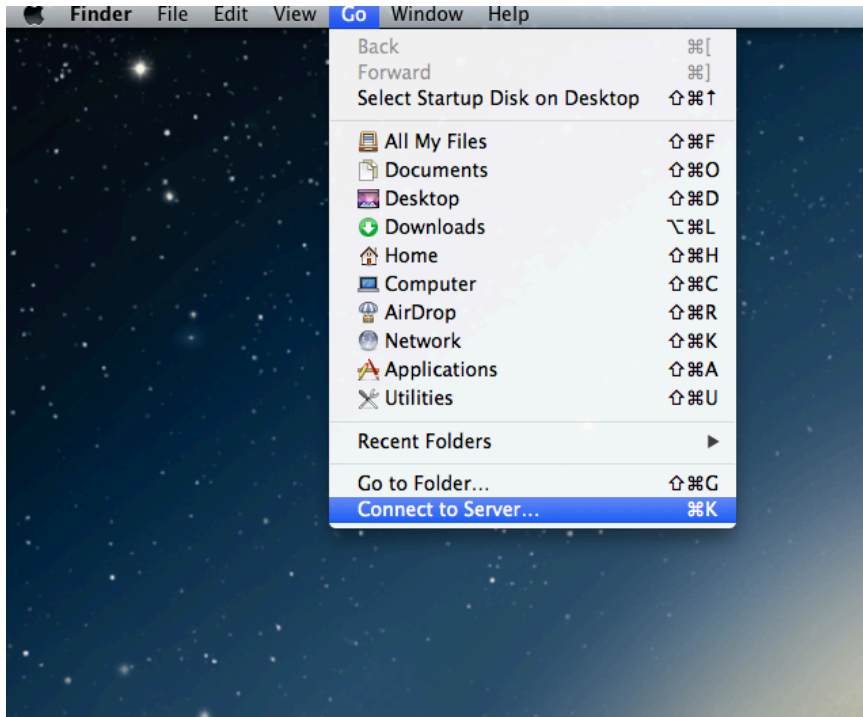 Finder File Edit View Go Window Help
Back ⌘[
Forward ⌘]
Select Startup Disk on Desktop ⇧⌘↑
All My Files ⇧⌘F
Documents ⇧⌘O
Desktop ⇧⌘D
Downloads ⌥⌘L
Home ⇧⌘H
Computer ⇧⌘C
AirDrop ⇧⌘R
Network ⇧⌘K
Applications ⇧⌘A
Utilities ⇧⌘U
Recent Folders ▶
Go to Folder... ⇧⌘G
Connect to Server... ⌘K